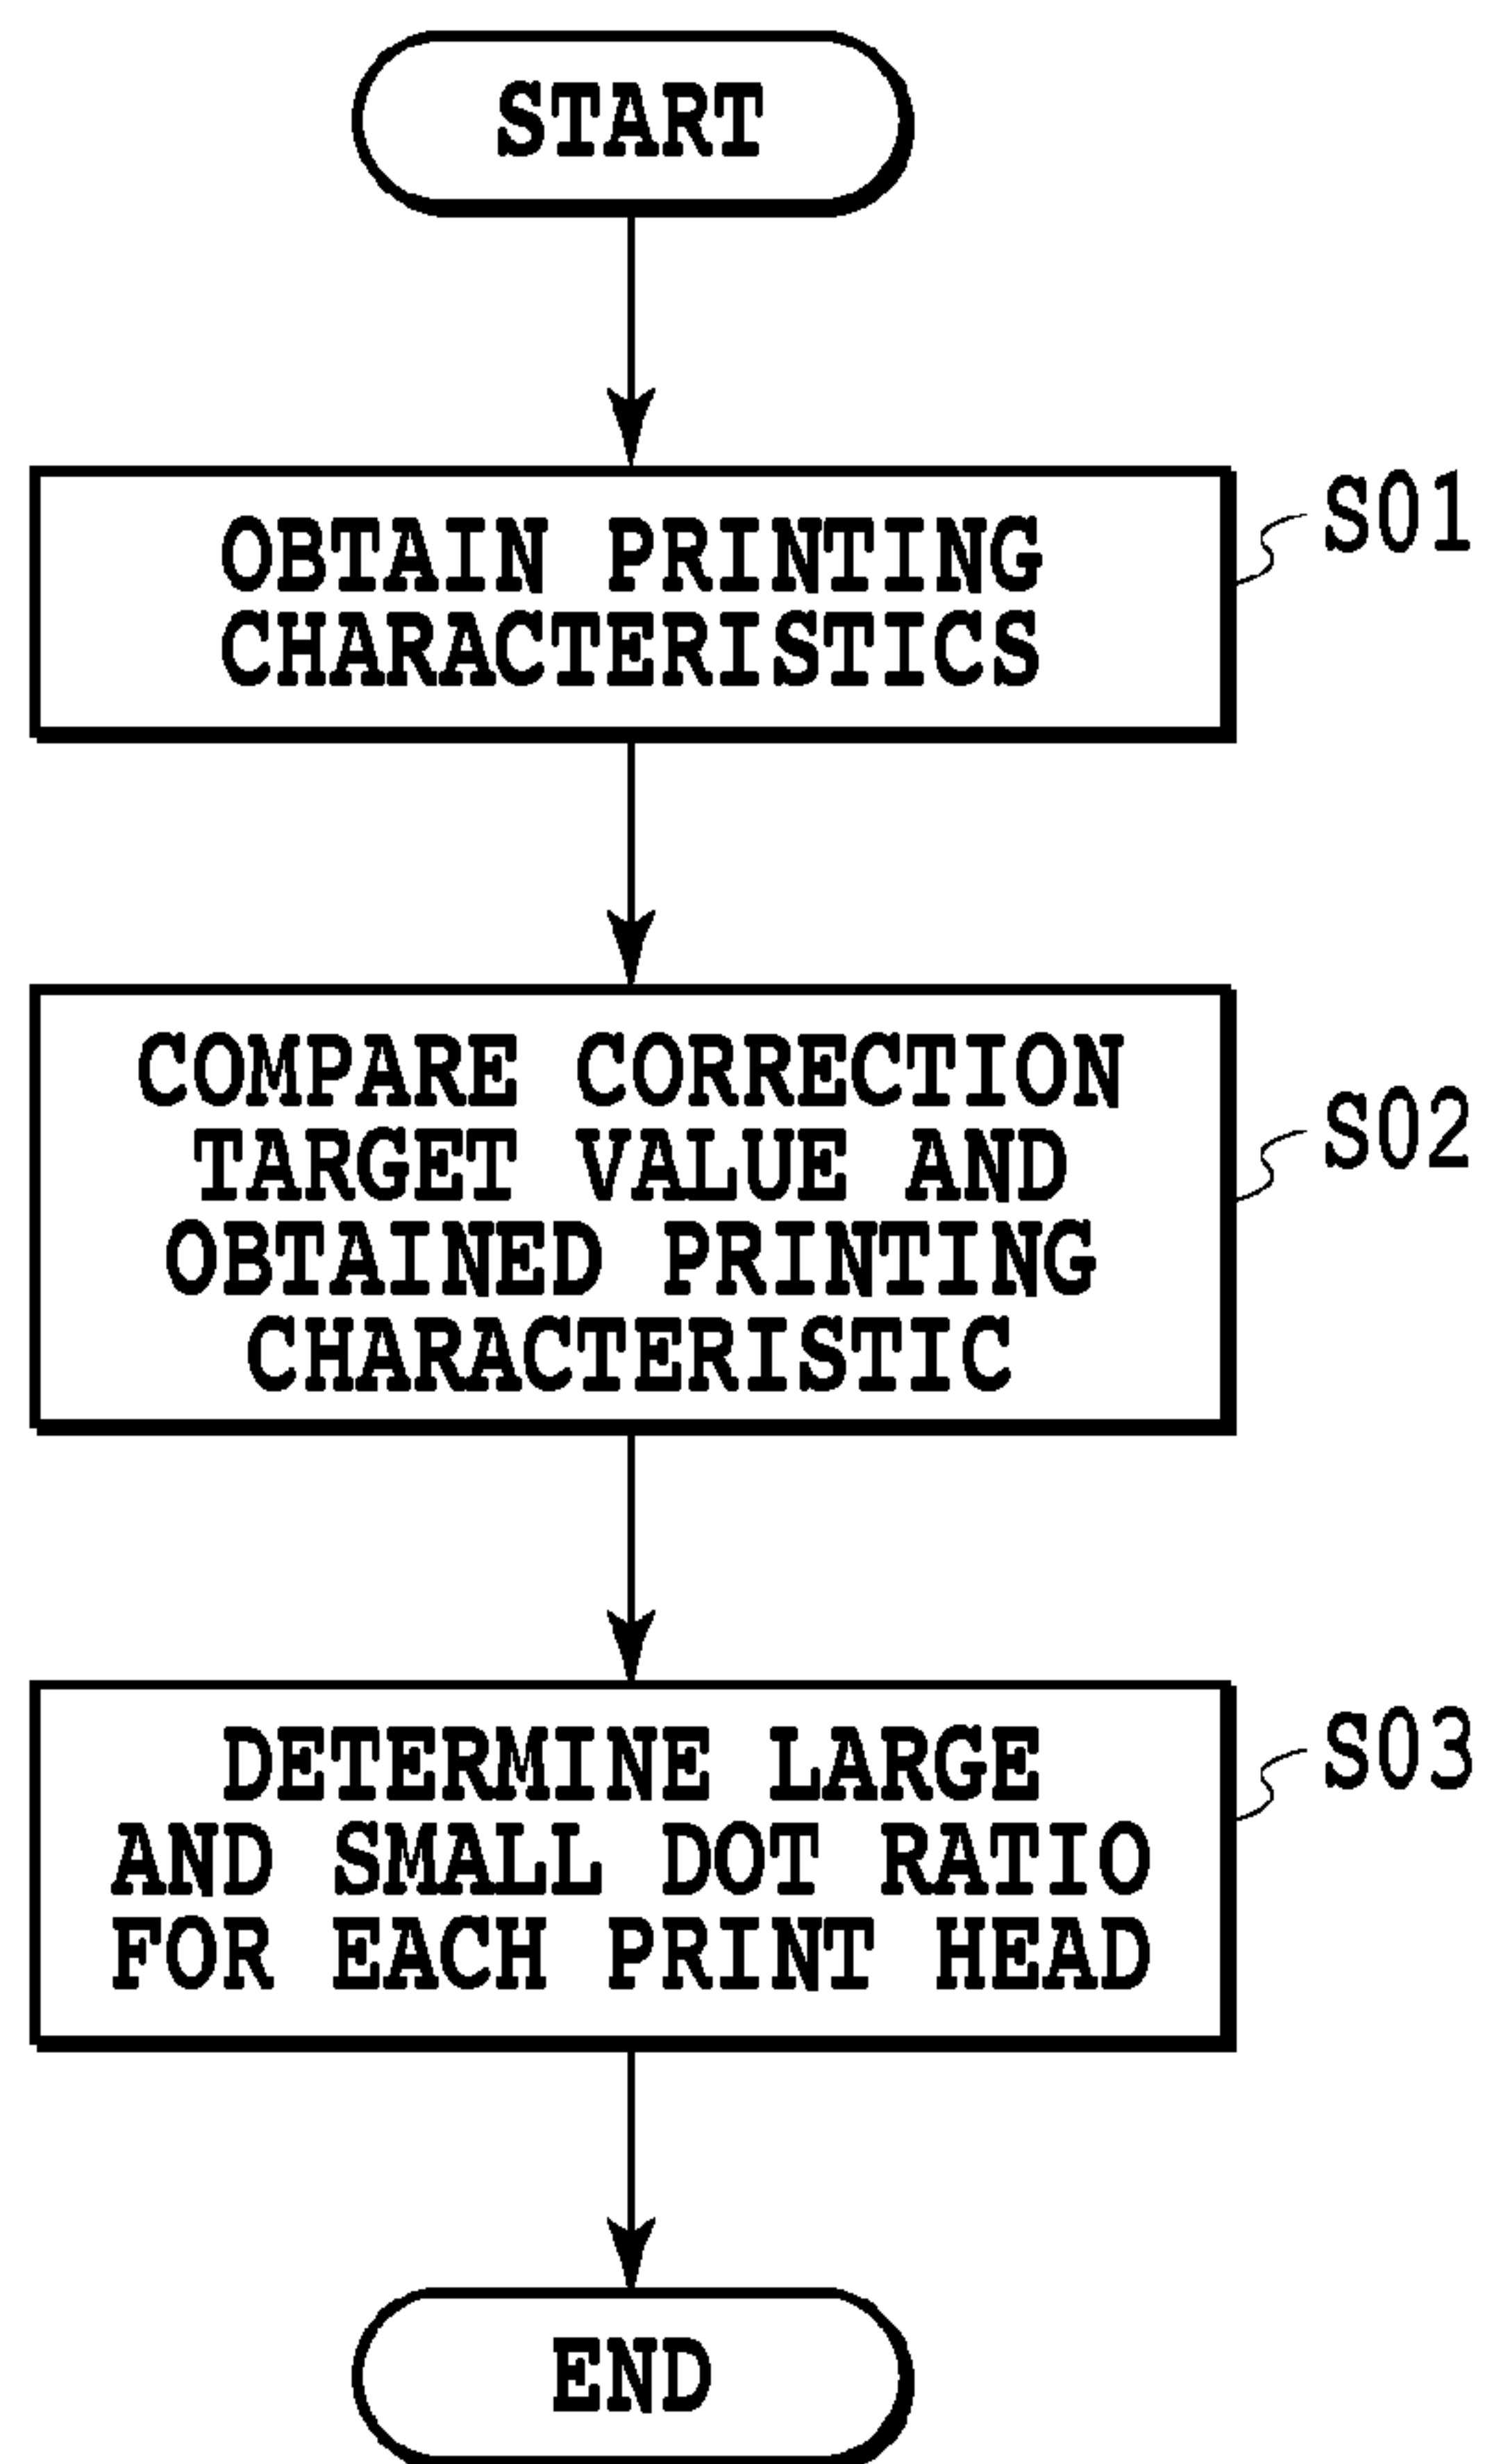 START
OBTAIN PRINTING
CHARACTERISTICS
S01
COMPARE CORRECTION
TARGET VALUE AND
OBTAINED PRINTING
CHARACTERISTIC
S02
DETERMINE LARGE
AND SMALL DOT RATIO
FOR EACH PRINT HEAD
S03
END